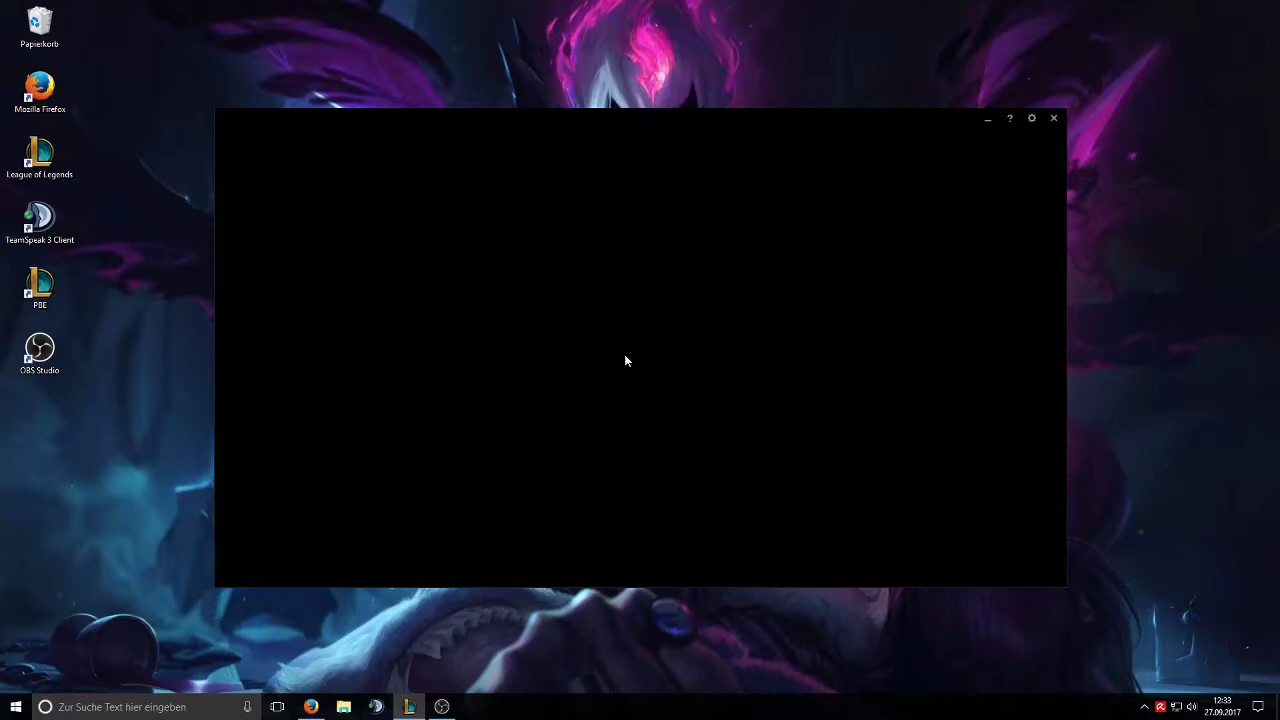 Papierkorb
Mozilla Firefox
League of Legends
TeamSpeak 3 Client
PBE
OBS Studio
?
Zur Suche Text hier eingeben
12:33
27.09.2017